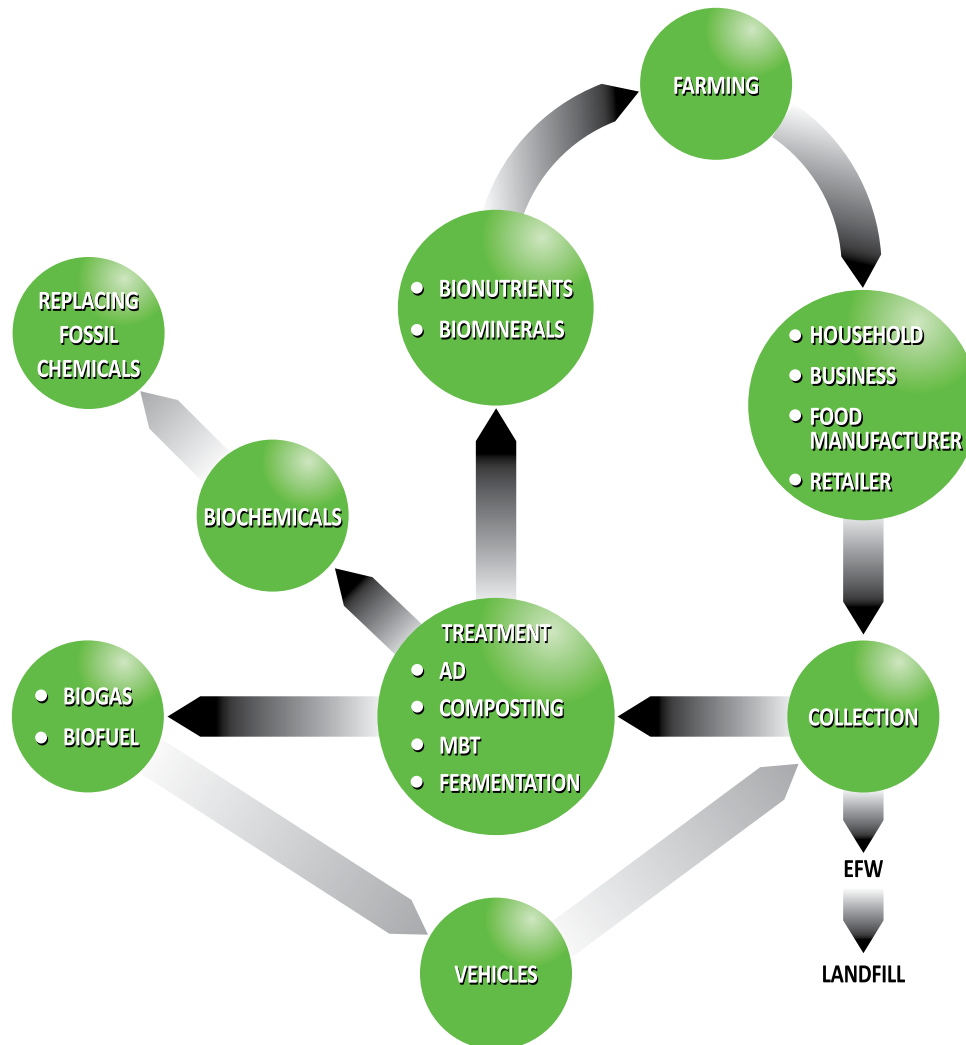 FARMING
BIONUTRIENTS
BIOMINERALS
REPLACING
FOSSIL
CHEMICALS
HOUSEHOLD
BUSINESS
FOOD
MANUFACTURER
RETAILER
BIOCHEMICALS
TREATMENT
AD
COMPOSTING
MBT
FERMENTATION
BIOGAS
BIOFUEL
COLLECTION
EFW
VEHICLES
LANDFILL